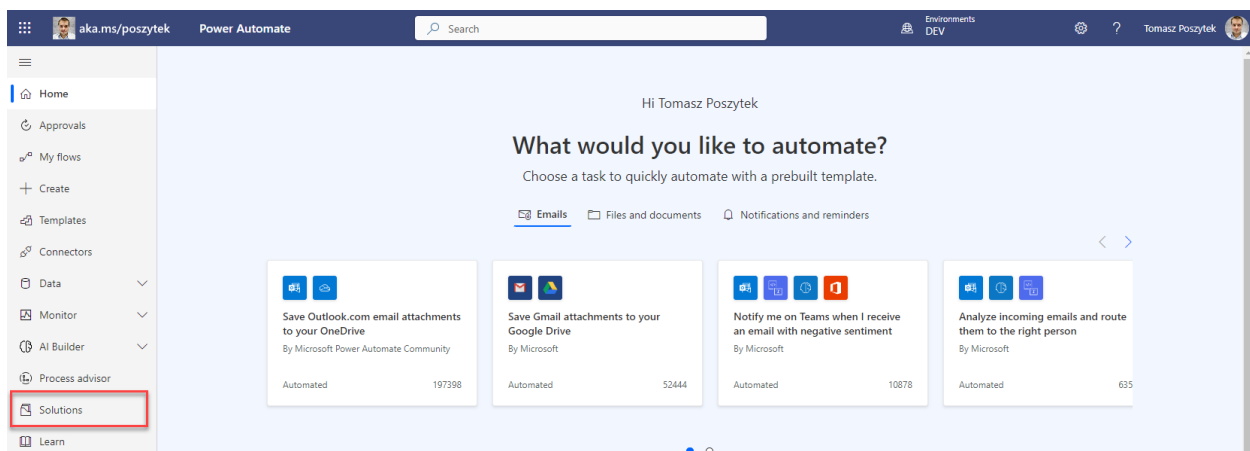 aka.ms/poszytek
Power Automate
Search
Environments
DEV
?
Tomasz Poszytek
Home
Approvals
My flows
Create
Templates
Connectors
Data
Monitor
AI Builder
Process advisor
Solutions
Learn
Hi Tomasz Poszytek
What would you like to automate?
Choose a task to quickly automate with a prebuilt template.
Emails
Files and documents
Notifications and reminders
Save Outlook.com email attachments
to your OneDrive
By Microsoft Power Automate Community
Automated 197398
Save Gmail attachments to your
Google Drive
By Microsoft
Automated 52444
Notify me on Teams when I receive
an email with negative sentiment
By Microsoft
Automated 10878
Analyze incoming emails and route
them to the right person
By Microsoft
Automated 635